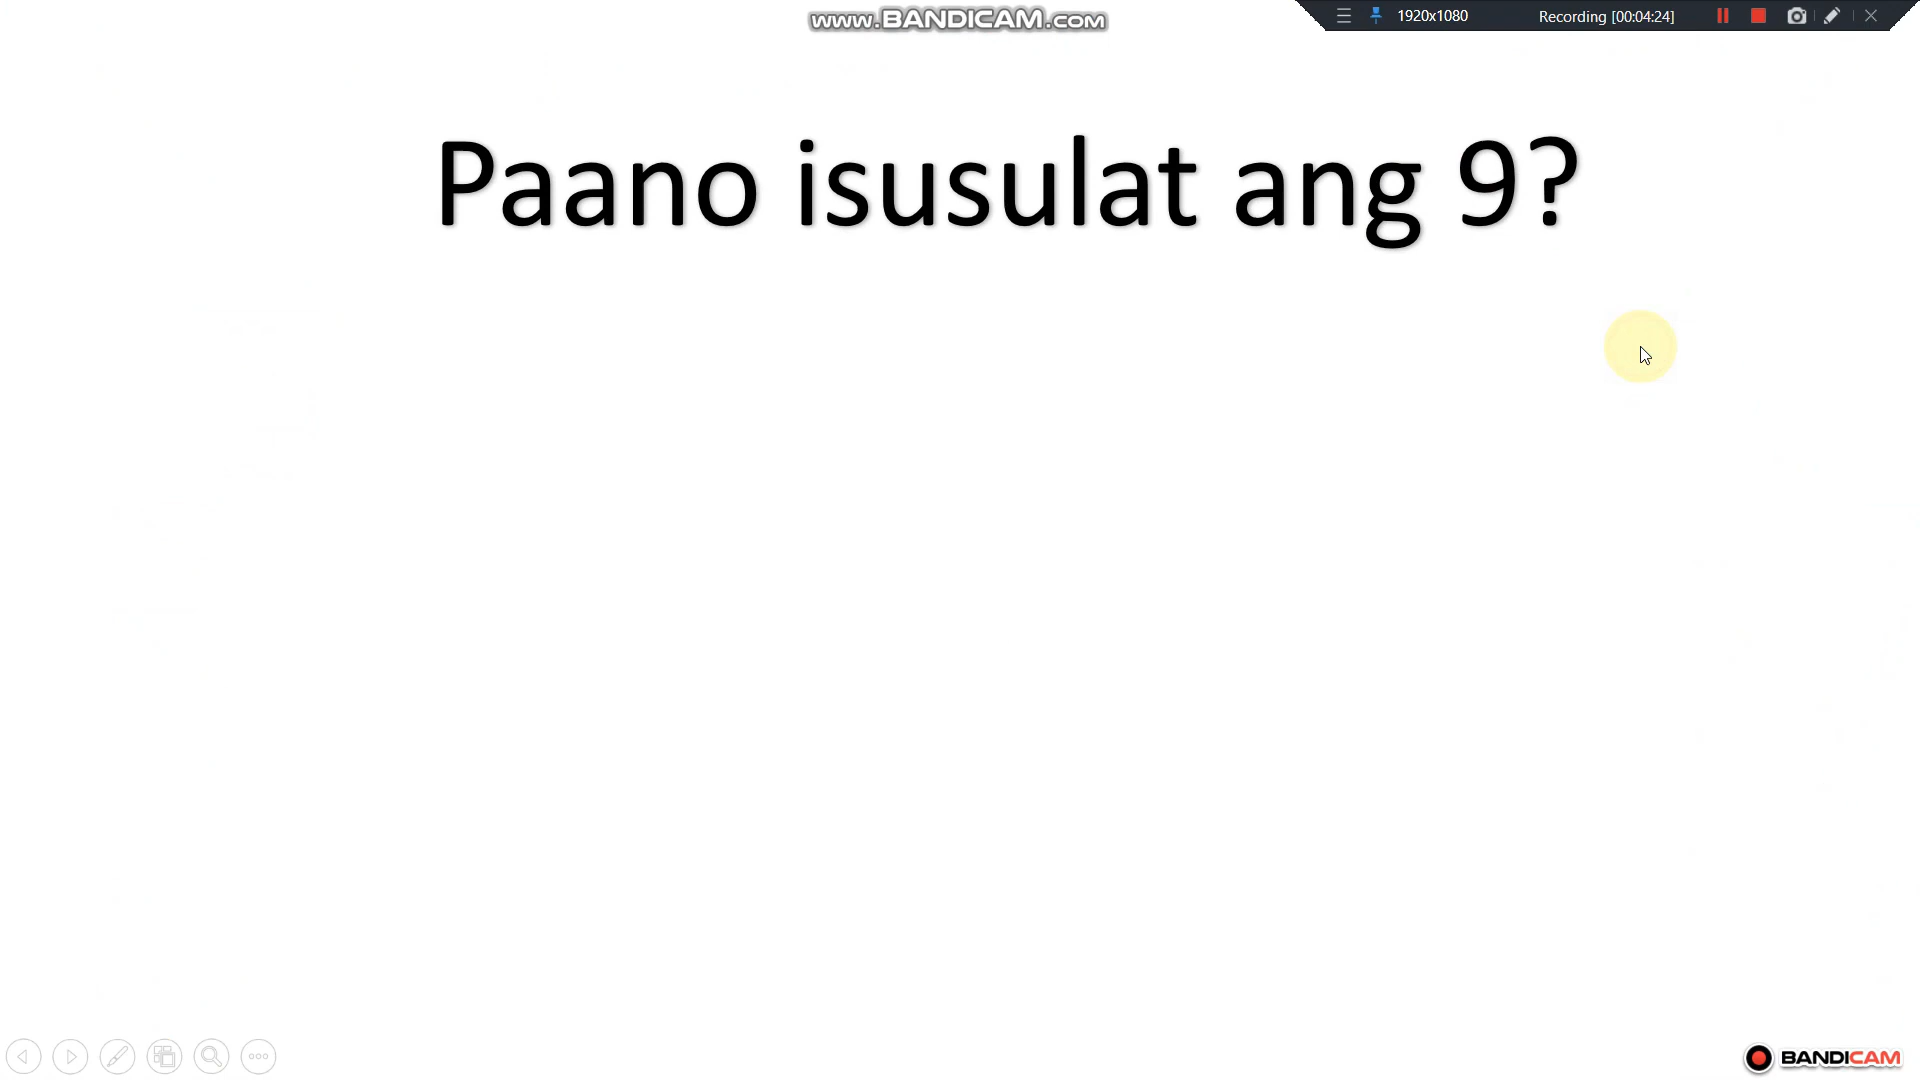 www.BANDICAM.com
1920x1080
Recording [00:04:24]
Paano isusulat ang 9?
BANDICAM